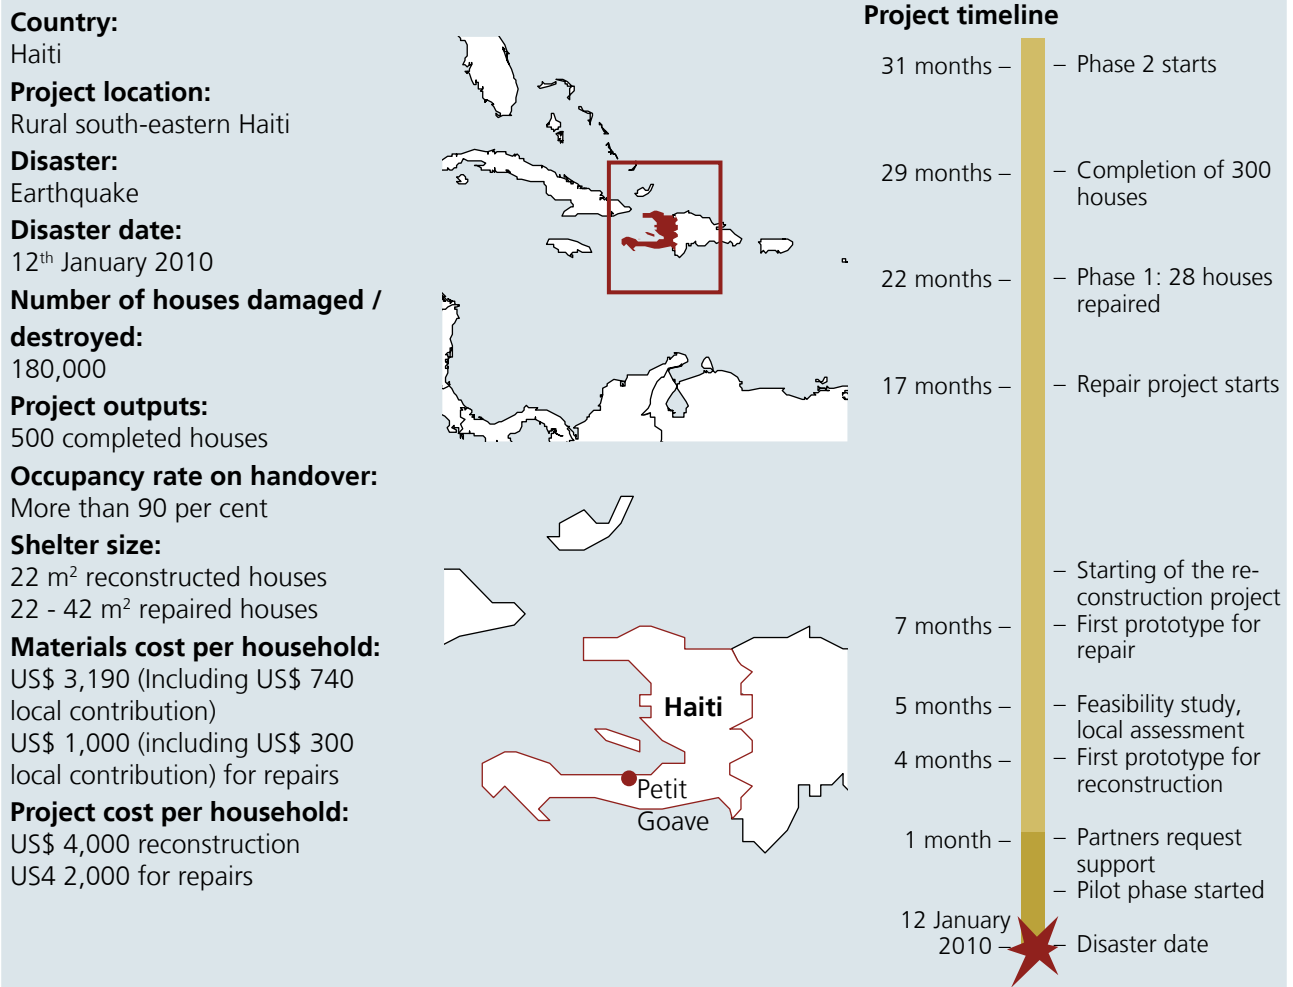 Country:
Haiti
Project location:
Rural south-eastern Haiti
Disaster:
Earthquake
Disaster date:
12th January 2010
Number of houses damaged /
destroyed:
180,000
Project outputs:
500 completed houses
Occupancy rate on handover:
More than 90 per cent
Shelter size:
22 m² reconstructed houses
22 - 42 m² repaired houses
Materials cost per household:
US$ 3,190 (Including US$ 740
local contribution)
US$ 1,000 (including US$ 300
local contribution) for repairs
Project cost per household:
US$ 4,000 reconstruction
US4 2,000 for repairs
Haiti
Petit
Goave
Project timeline
31 months – – Phase 2 starts
29 months – – Completion of 300
houses
22 months – – Phase 1: 28 houses
repaired
17 months – – Repair project starts
– Starting of the re-
construction project
7 months – – First prototype for
repair
5 months – – Feasibility study,
local assessment
4 months – – First prototype for
reconstruction
1 month – – Partners request
support
– Pilot phase started
12 January
2010 – – Disaster date